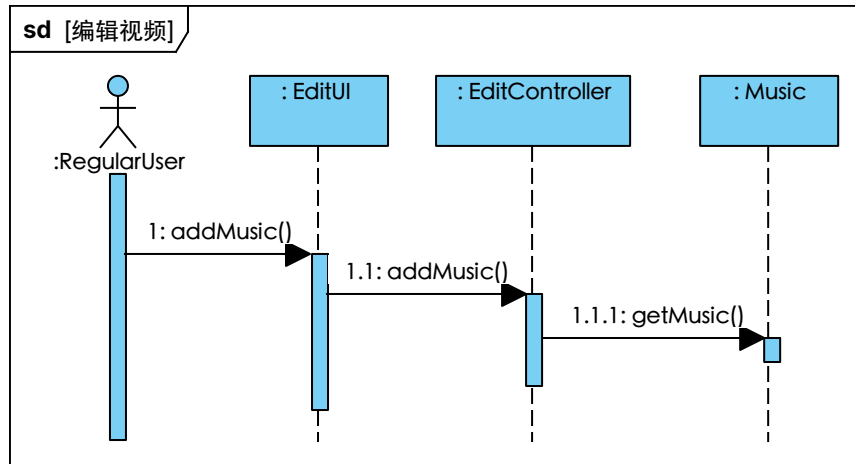 sd [编辑视频]
: EditUI
: EditController
: Music
:RegularUser
1: addMusic()
1.1: addMusic()
1.1.1: getMusic()